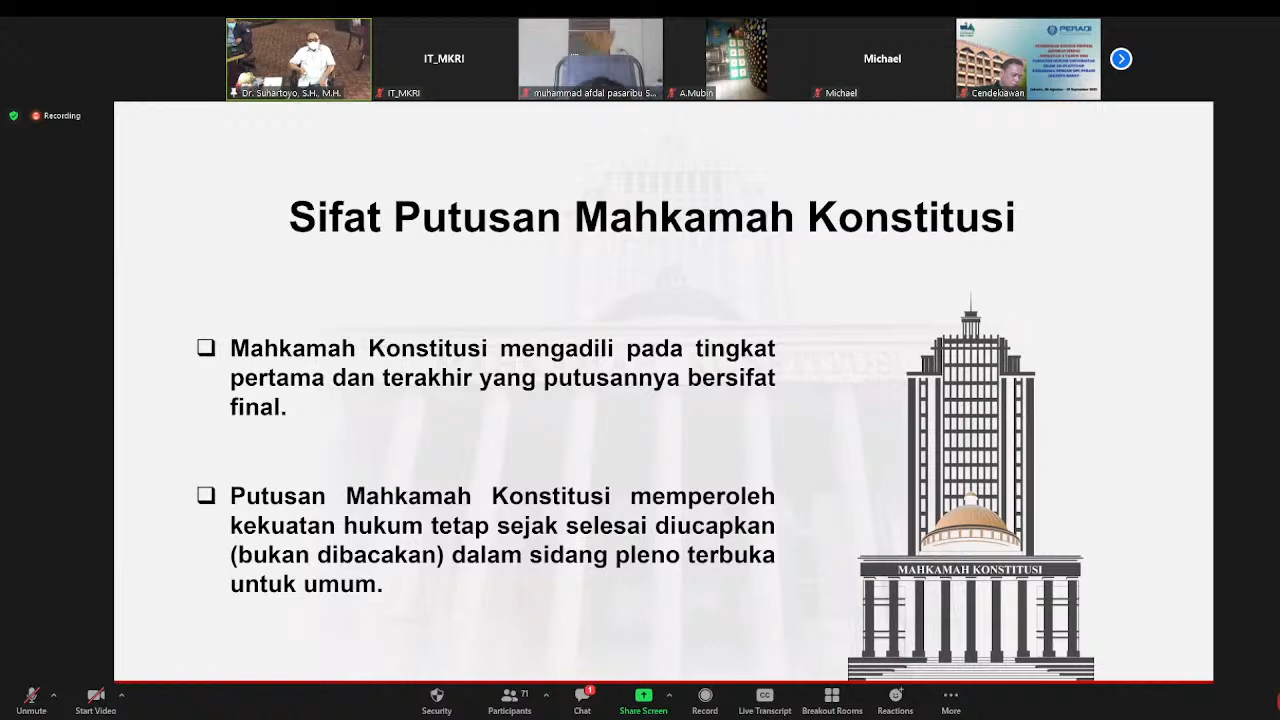 IT_MKRI
Michael
PERADI
Dr. Suhartoyo, S.H., M.H.
IT_MKRI
muhammad afdal pasaribu S...
A.Mubin
Michael
Cendekiawan
Recording
Sifat Putusan Mahkamah Konstitusi
❑ Mahkamah Konstitusi mengadili pada tingkat
pertama dan terakhir yang putusannya bersifat
final.
❑ Putusan Mahkamah Konstitusi memperoleh
kekuatan hukum tetap sejak selesai diucapkan
(bukan dibacakan) dalam sidang pleno terbuka
untuk umum.
MAHKAMAH KONSTITUSI
Unmute
Start Video
Security
Participants
71
Chat
1
Share Screen
Record
CC
Live Transcript
Breakout Rooms
Reactions
More